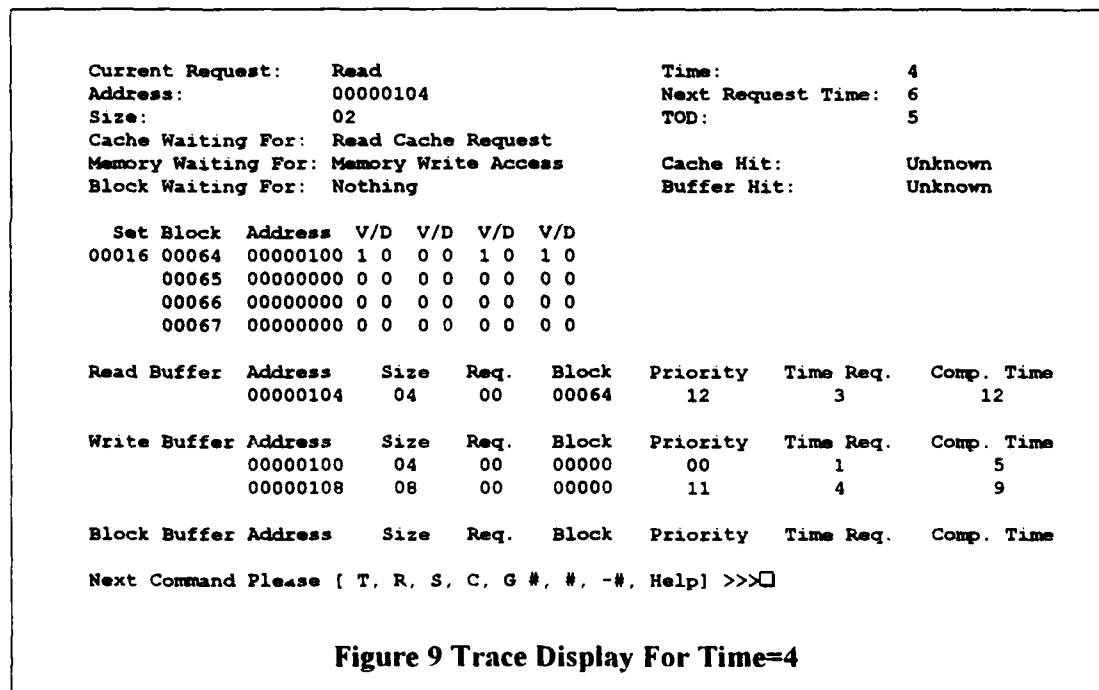 Current Request: Read Time: 4
Address: 00000104 Next Request Time: 6
Size: 02 TOD: 5
Cache Waiting For: Read Cache Request
Memory Waiting For: Memory Write Access Cache Hit: Unknown
Block Waiting For: Nothing Buffer Hit: Unknown
Set Block Address V/D V/D V/D V/D
00016 00064 00000100 1 0 0 0 1 0 1 0
00065 00000000 0 0 0 0 0 0 0 0
00066 00000000 0 0 0 0 0 0 0 0
00067 00000000 0 0 0 0 0 0 0 0
Read Buffer Address Size Req. Block Priority Time Req. Comp. Time
00000104 04 00 00064 12 3 12
Write Buffer Address Size Req. Block Priority Time Req. Comp. Time
00000100 04 00 00000 00 1 5
00000108 08 00 00000 11 4 9
Block Buffer Address Size Req. Block Priority Time Req. Comp. Time
Next Command Please [ T, R, S, C, G #, #, -#, Help] >>>
Figure 9 Trace Display For Time=4